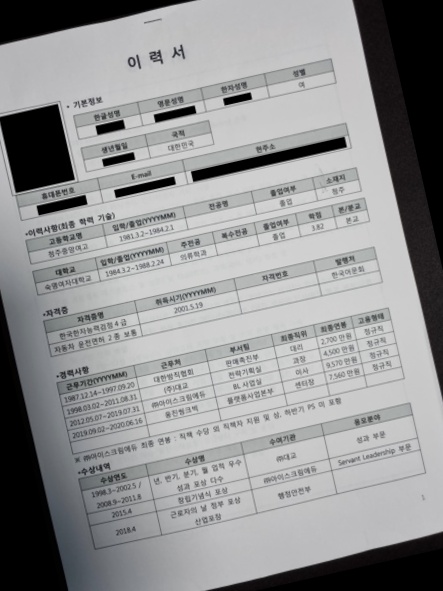 이 력 서
• 기본정보
한글성명 영문성명 한자성명 성별
여
생년월일 국적
대한민국
휴대폰번호 E-mail 현주소
•이력사항(최종 학력 기술)
고등학교명 입학/졸업(YYYYMM) 전공명 졸업여부 소재지
청주중앙여고 1981.3.2~1984.2.1 졸업 청주
대학교 입학/졸업(YYYYMM) 주전공 복수전공 졸업여부 학점 본/분교
숙명여자대학교 1984.3.2~1988.2.24 의류학과 졸업 3.82 본교
•자격증
자격증명 취득시기(YYYYMM) 자격번호 발행처
한국한자능력검정 4급 2001.5.19 한국어문회
자동차 운전면허 2종 보통
•경력사항
근무기간(YYYYMM) 근무처 부서팀 최종직위 최종연봉 고용형태
1987.12.14~1997.09.20 대한방직협회 판매촉진부 대리 2,700 만원 정규직
1998.03.02~2011.08.31 (주)대교 전략기획실 과장 4,500 만원 정규직
2012.05.07~2019.07.31 ㈜아이스크림에듀 BL 사업실 이사 9,570 만원 정규직
2019.09.02~2020.06.16 웅진씽크빅 플랫폼사업본부 센터장 7,560 만원 정규직
※ ㈜아이스크림에듀 최종 연봉 : 직책 수당 외 직책자 지원 및 상, 하반기 PS 미 포함
•수상내역
수상연도 수상명 수여기관 응모분야
1998.3~2002.5 / 2008.9~2011.8 년, 반기, 분기, 월 업적 우수 성과 포상 다수 ㈜대교 성과 부문
2015.4 창립기념식 포상 ㈜아이스크림에듀 Servant Leadership 부문
2018.4 근로자의 날 정부 포상 산업포장 행정안전부
1